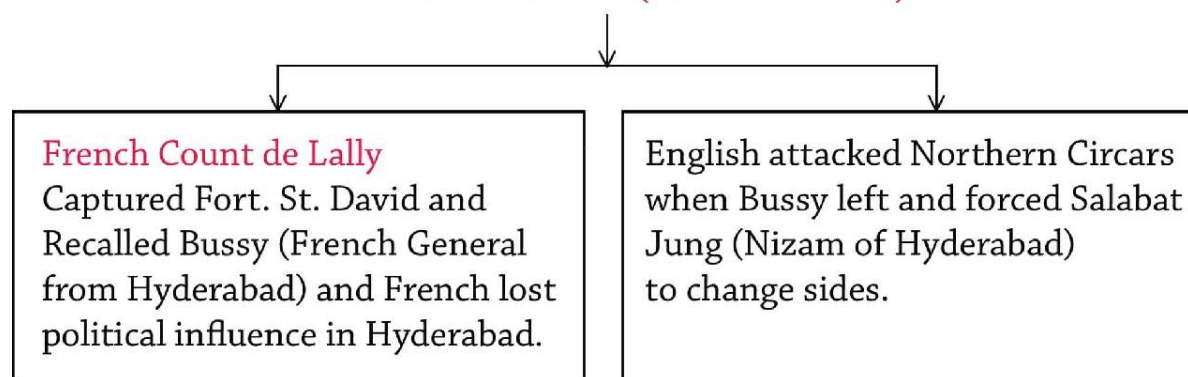 French Count de Lally
Captured Fort. St. David and
Recalled Bussy (French General
from Hyderabad) and French lost
political influence in Hyderabad.
English attacked Northern Circars
when Bussy left and forced Salabat
Jung (Nizam of Hyderabad)
to change sides.